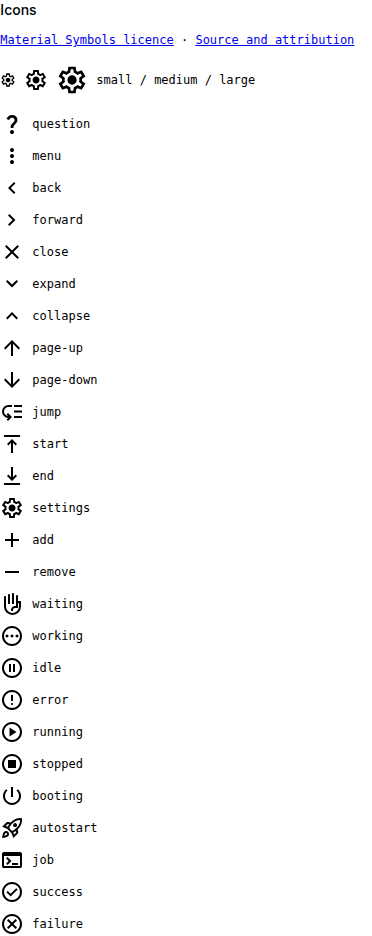 Icons
Material Symbols licence · Source and attribution
small / medium / large
question
menu
back
forward
close
expand
collapse
page-up
page-down
jump
start
end
settings
add
remove
waiting
working
idle
error
running
stopped
booting
autostart
job
success
failure